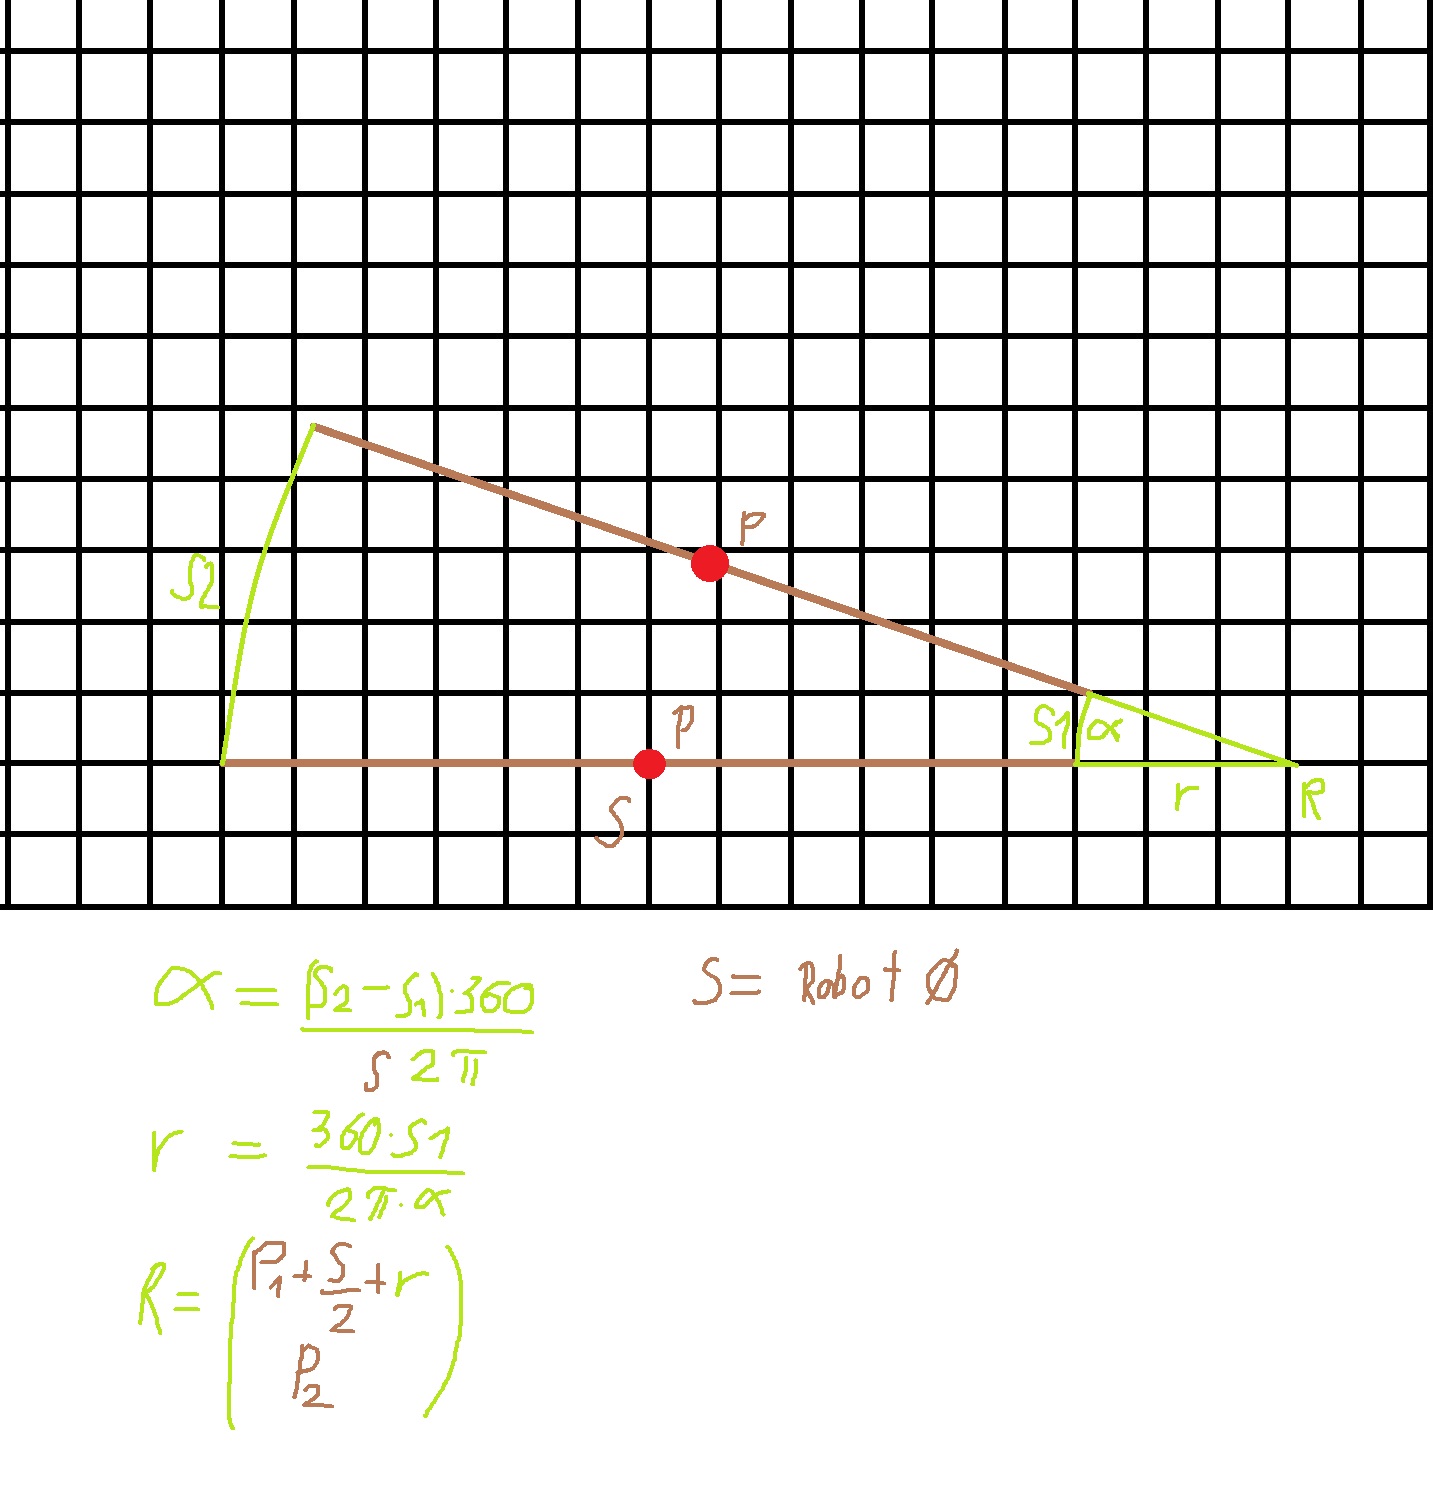 P
S2
P
S1 α
r R
S
α = (S2 - S1)·360 / S 2π
S = Robot Ø
r = 360·S1 / 2π·α
R = (P1 + S/2 + r
P2)